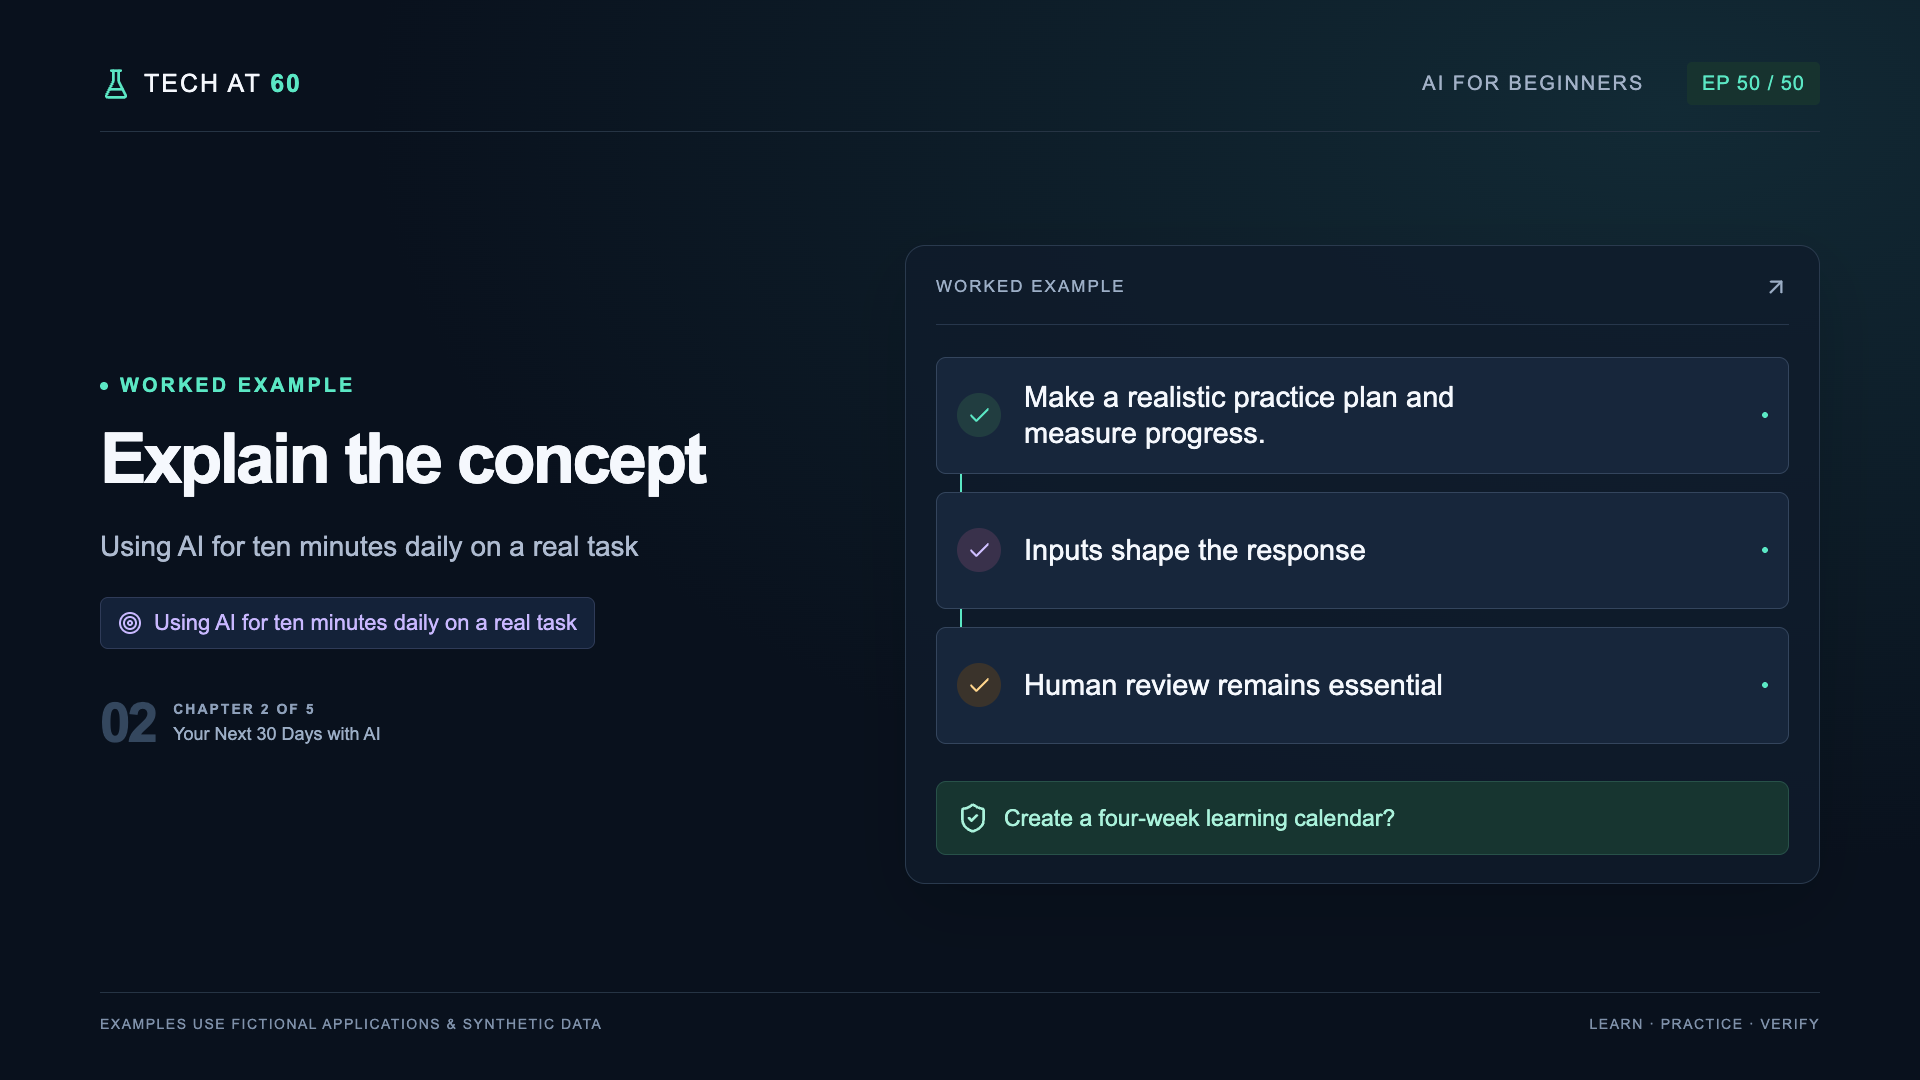 TECH AT 60
AI FOR BEGINNERS
EP 50 / 50
WORKED EXAMPLE
Explain the concept
Using AI for ten minutes daily on a real task
Using AI for ten minutes daily on a real task
02
CHAPTER 2 OF 5
Your Next 30 Days with AI
WORKED EXAMPLE
Make a realistic practice plan and
measure progress.
Inputs shape the response
Human review remains essential
Create a four-week learning calendar?
EXAMPLES USE FICTIONAL APPLICATIONS & SYNTHETIC DATA
LEARN · PRACTICE · VERIFY